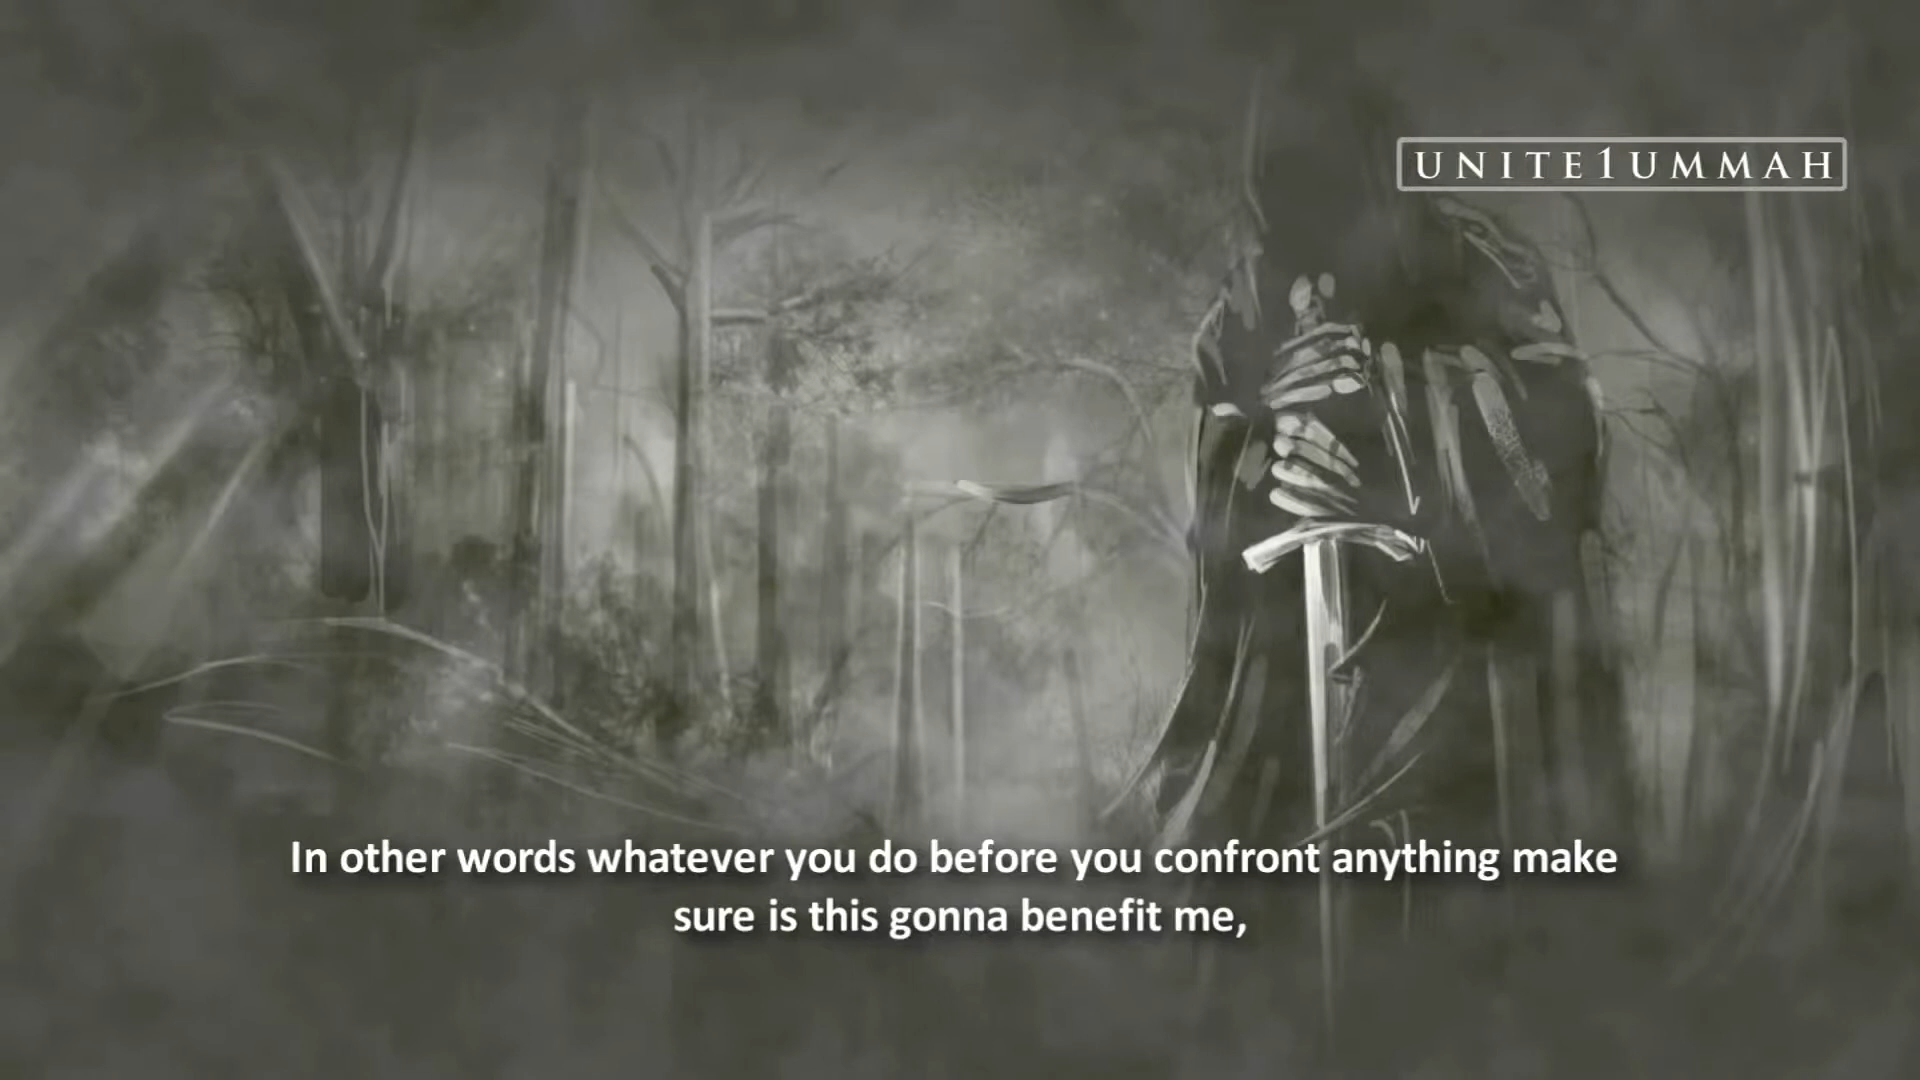 UNITE1UMMAH
In other words whatever you do before you confront anything make
sure is this gonna benefit me,